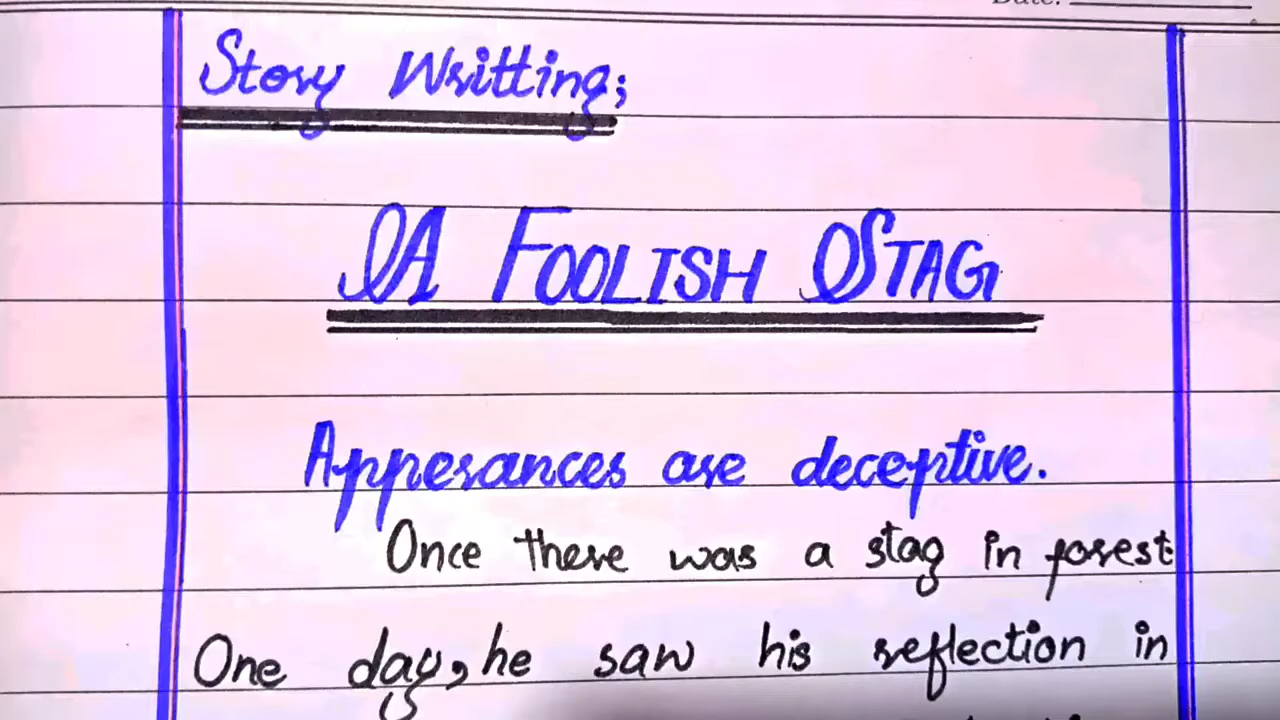 Date:
Story Writting;
A FOOLISH STAG
Apperances are deceptive.
Once there was a stag in forest.
One day, he saw his reflection in